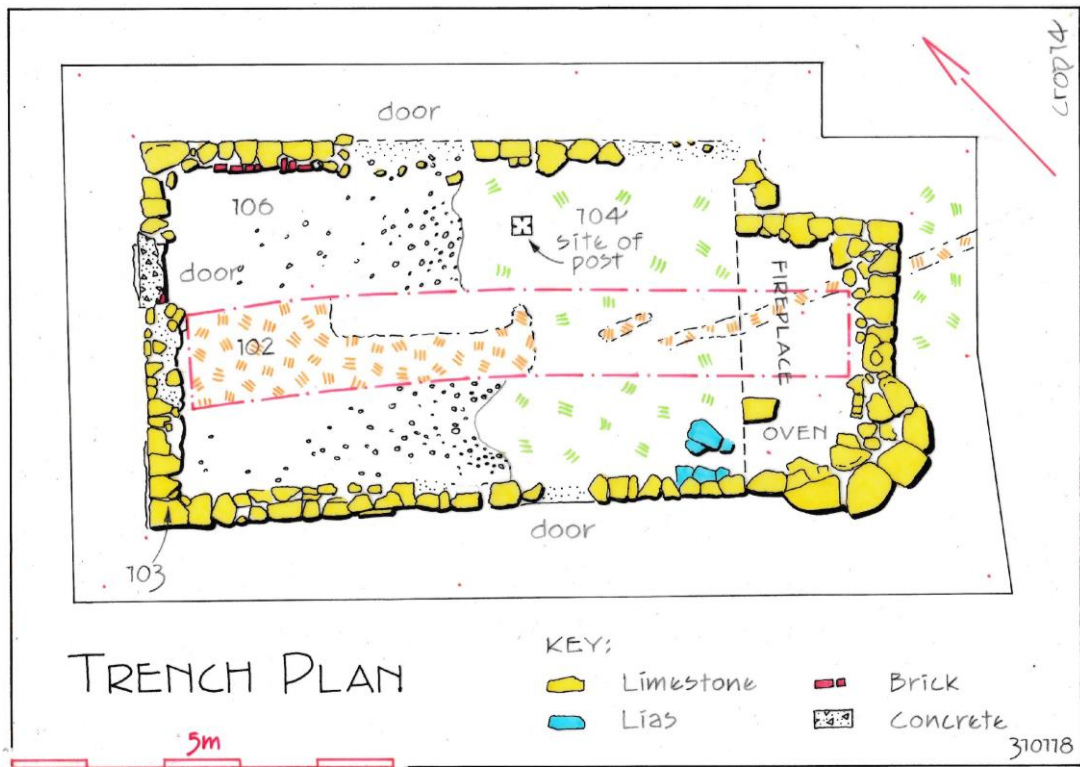 CROP14
door
106
104
site of
post
door
102
FIREPLACE
OVEN
door
103
TRENCH PLAN
KEY:
Limestone
Brick
Lias
Concrete
5m
310118